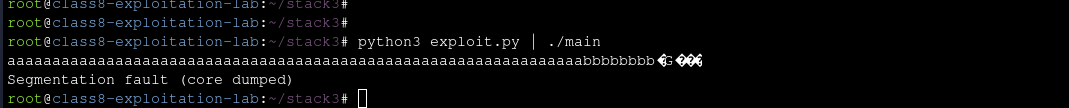 root@class8-exploitation-lab:~/stack3#
root@class8-exploitation-lab:~/stack3#
root@class8-exploitation-lab:~/stack3# python3 exploit.py | ./main
aaaaaaaaaaaaaaaaaaaaaaaaaaaaaaaaaaaaaaaaaaaaaaaaaaaaaaaaaaaaaaaabbbbbbbb�G���
Segmentation fault (core dumped)
root@class8-exploitation-lab:~/stack3#